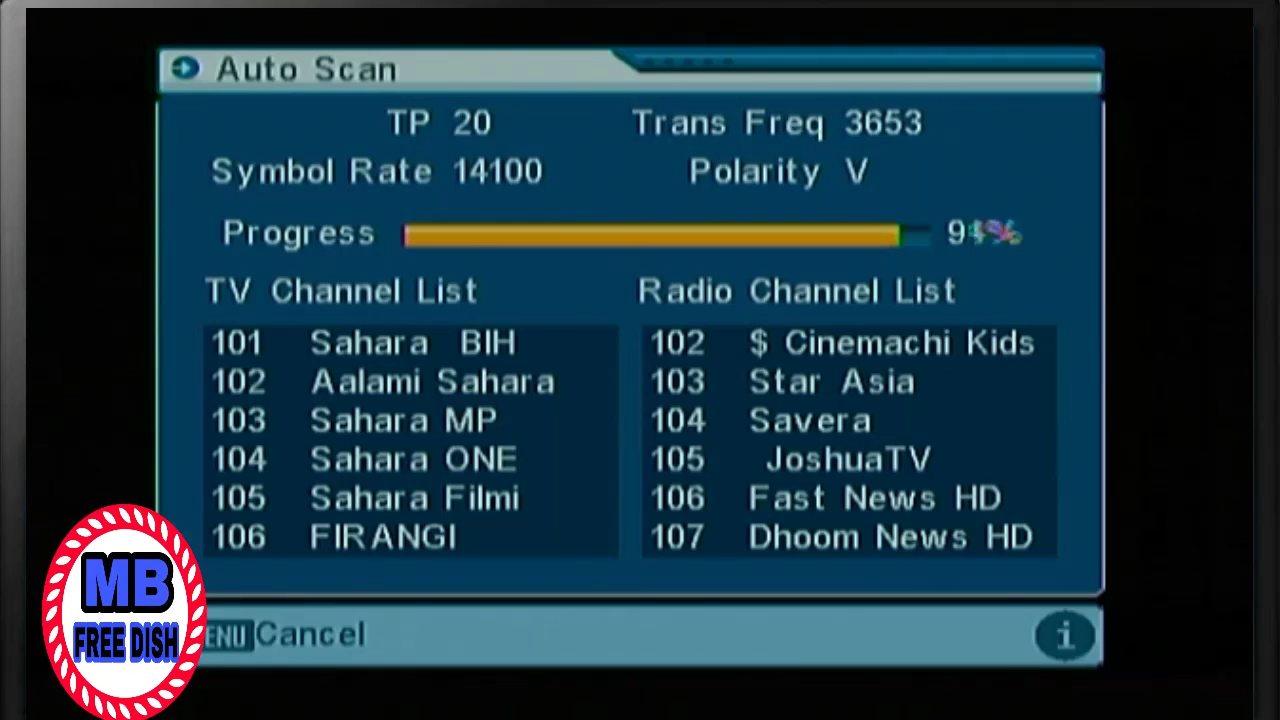 Auto Scan
TP 20 Trans Freq 3653
Symbol Rate 14100 Polarity V
Progress
TV Channel List Radio Channel List
101 Sahara BIH 102 $ Cinemachi Kids
102 Aalami Sahara 103 Star Asia
103 Sahara MP 104 Savera
104 Sahara ONE 105 JoshuaTV
105 Sahara Filmi 106 Fast News HD
106 FIRANGI 107 Dhoom News HD
MB
FREE DISH
ENU Cancel i